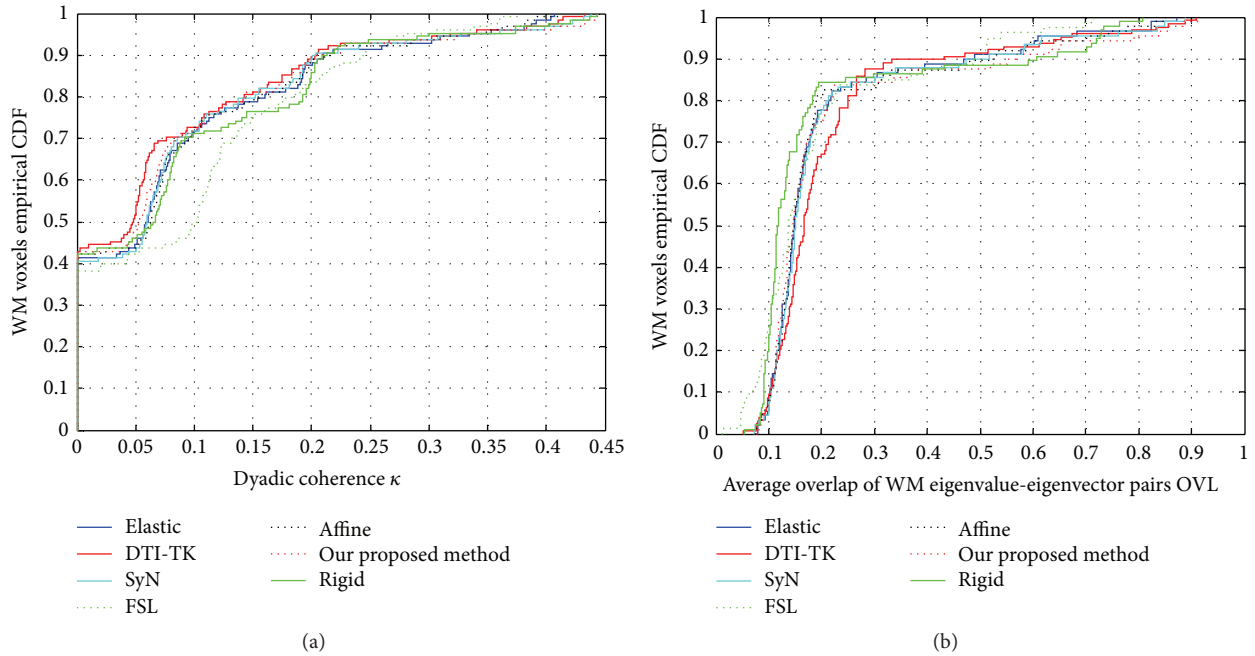 1
0.9
0.8
0.7
0.6
0.5
0.4
0.3
0.2
0.1
0
WM voxels empirical CDF
0 0.05 0.1 0.15 0.2 0.25 0.3 0.35 0.4 0.45
Dyadic coherence κ
Elastic
DTI-TK
SyN
FSL
Affine
Our proposed method
Rigid
(a)
1
0.9
0.8
0.7
0.6
0.5
0.4
0.3
0.2
0.1
0
WM voxels empirical CDF
0 0.1 0.2 0.3 0.4 0.5 0.6 0.7 0.8 0.9 1
Average overlap of WM eigenvalue-eigenvector pairs OVL
Elastic
DTI-TK
SyN
FSL
Affine
Our proposed method
Rigid
(b)